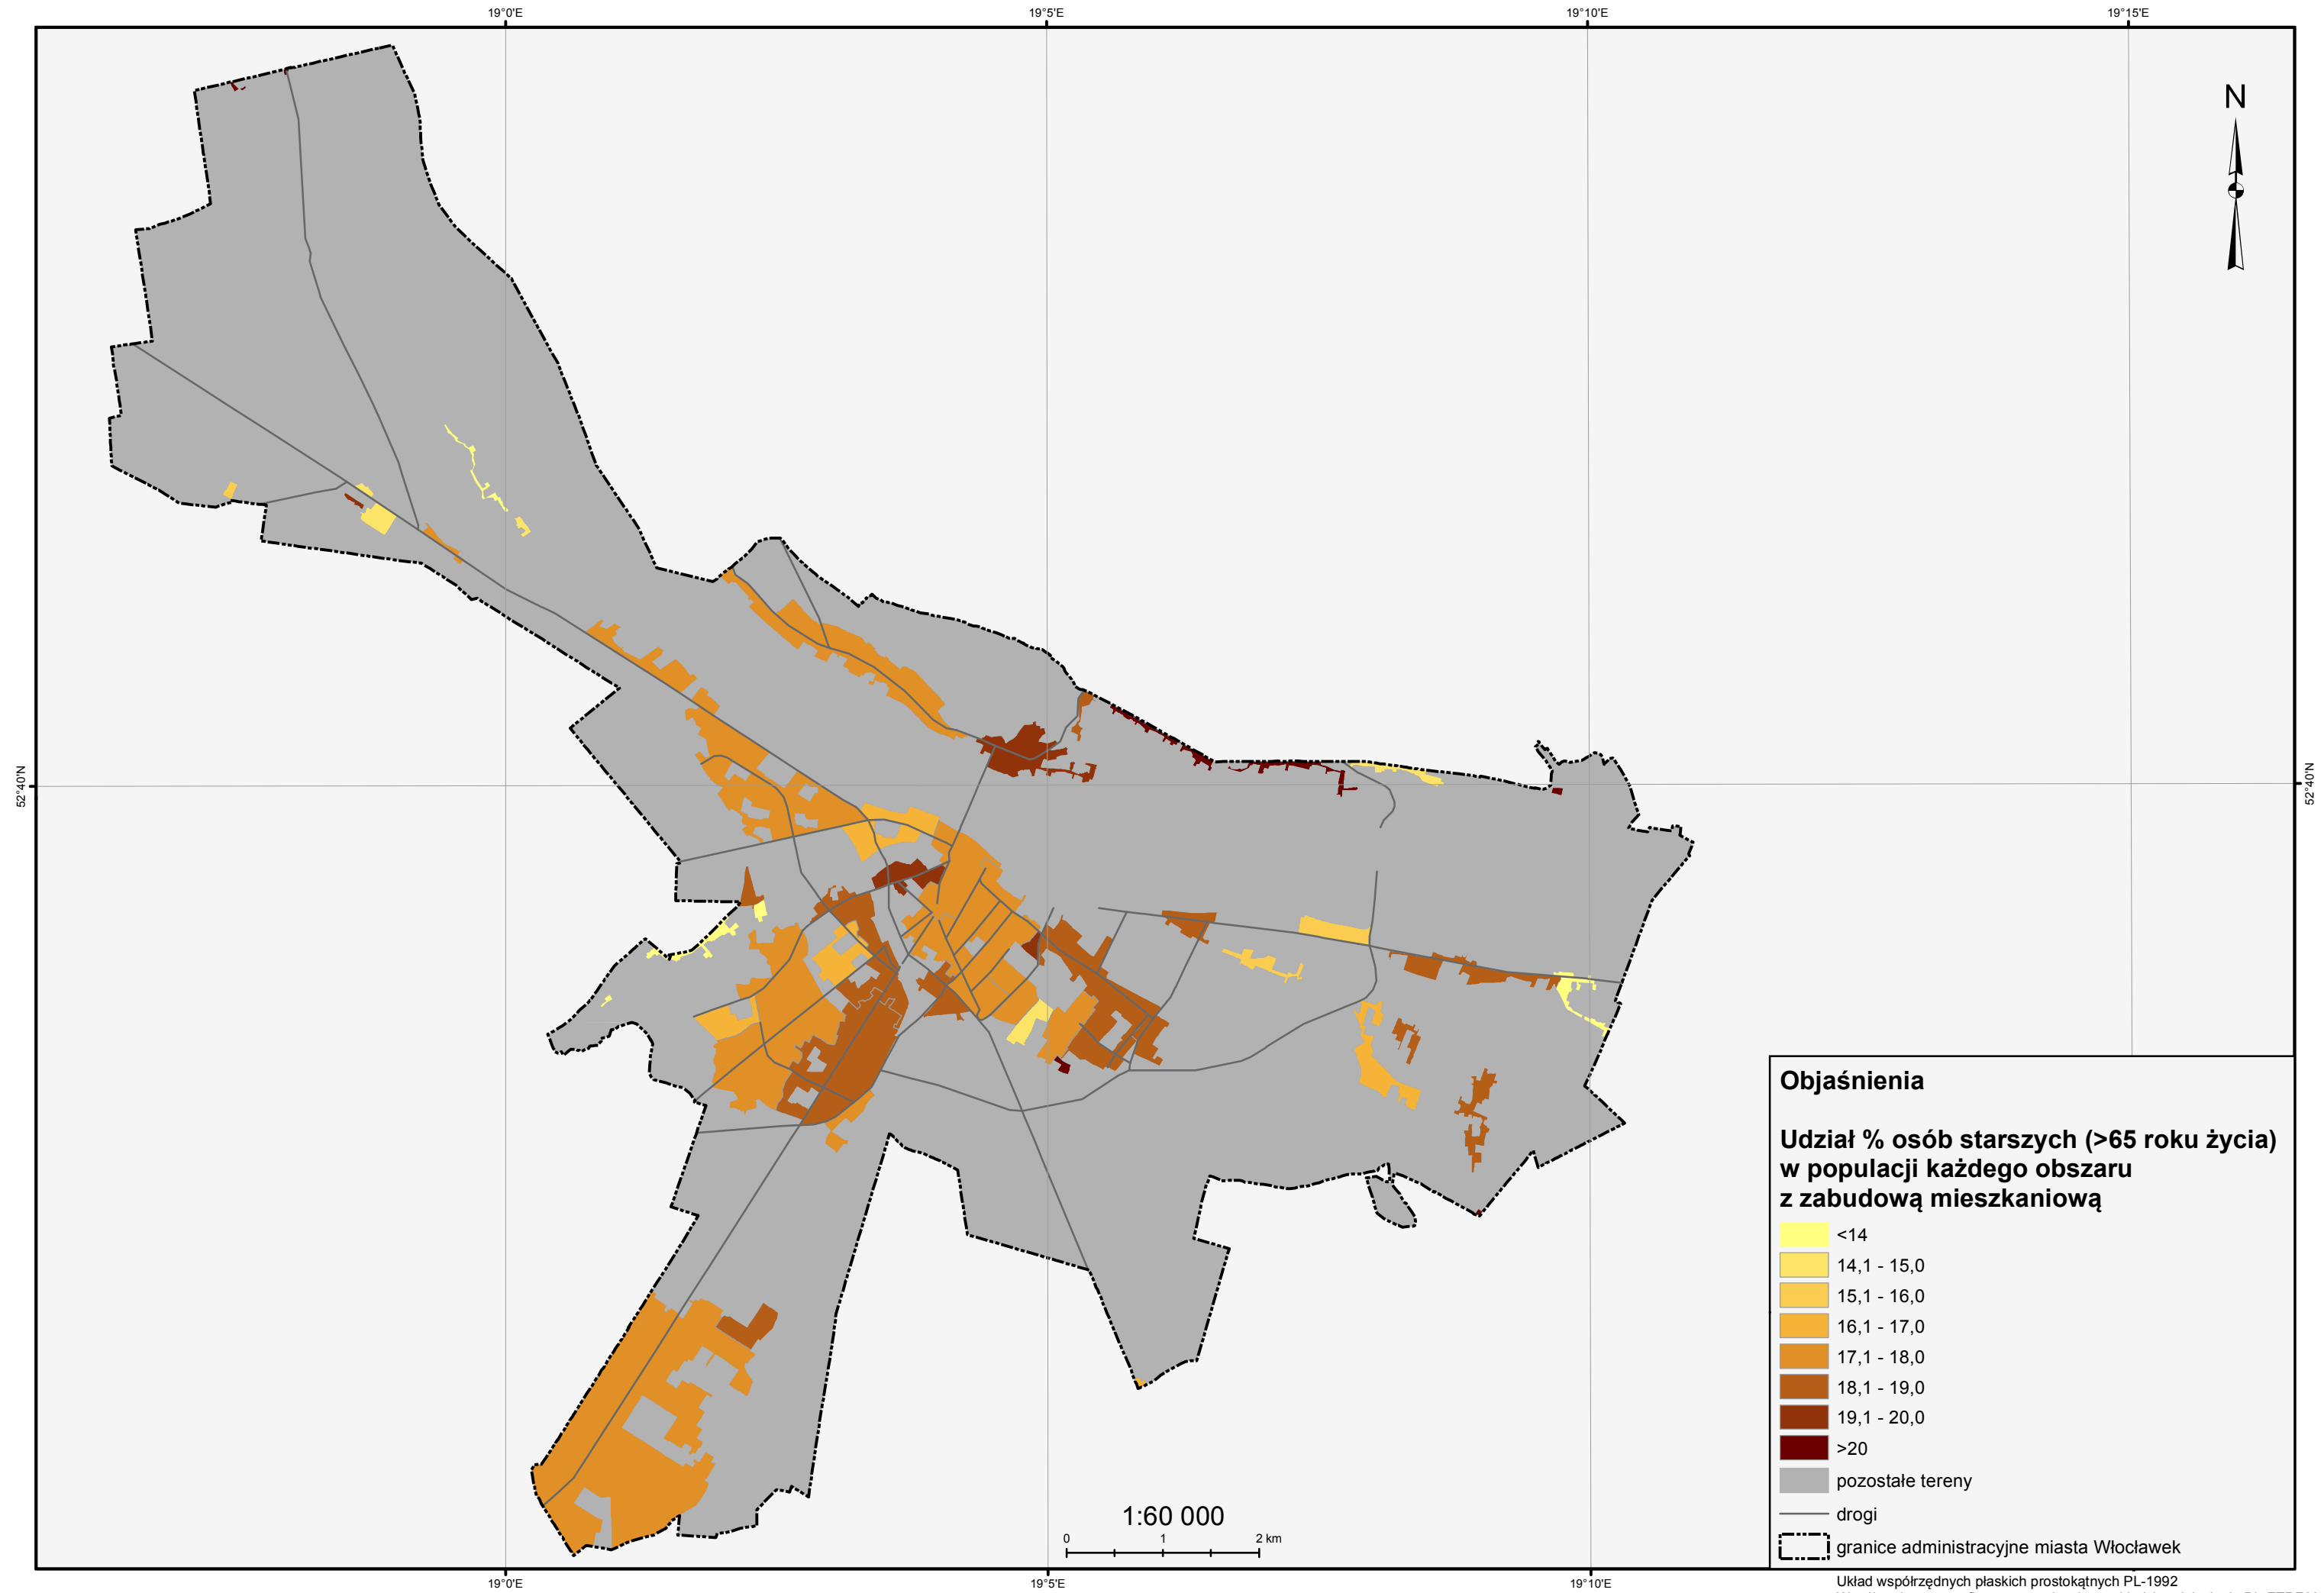 19°0'E
19°5'E
19°10'E
19°15'E
N
52°40'N
52°40'N
Objaśnienia
Udział % osób starszych (>65 roku życia)
w populacji każdego obszaru
z zabudową mieszkaniową
<14
14,1 - 15,0
15,1 - 16,0
16,1 - 17,0
17,1 - 18,0
18,1 - 19,0
19,1 - 20,0
>20
pozostałe tereny
drogi
granice administracyjne miasta Włocławek
1:60 000
0
1
2 km
19°0'E
19°5'E
19°10'E
Układ współrzędnych płaskich prostokątnych PL-1992